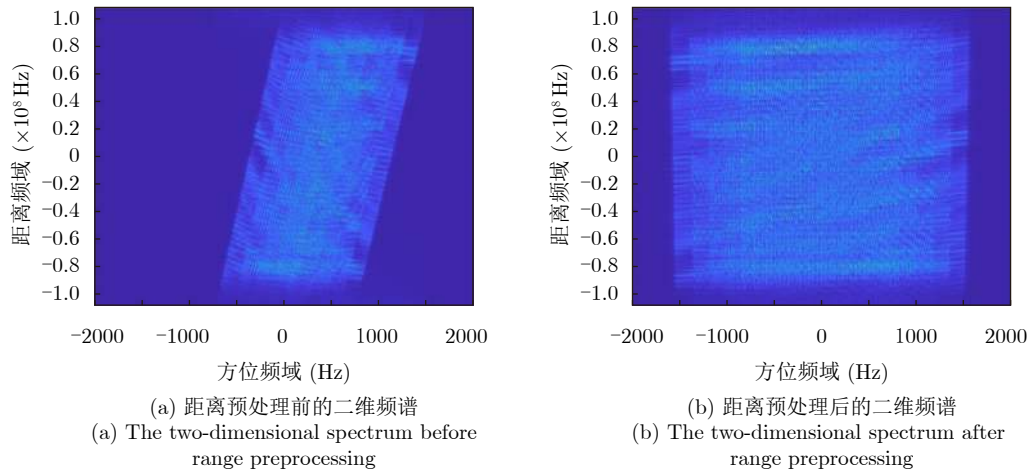 1.0
0.8
0.6
0.4
0.2
0
−0.2
−0.4
−0.6
−0.8
−1.0
距离频域 (×10⁸ Hz)
−2000 −1000 0 1000 2000
方位频域 (Hz)
(a) 距离预处理前的二维频谱
(a) The two-dimensional spectrum before
range preprocessing
1.0
0.8
0.6
0.4
0.2
0
−0.2
−0.4
−0.6
−0.8
−1.0
距离频域 (×10⁸ Hz)
−2000 −1000 0 1000 2000
方位频域 (Hz)
(b) 距离预处理后的二维频谱
(b) The two-dimensional spectrum after
range preprocessing